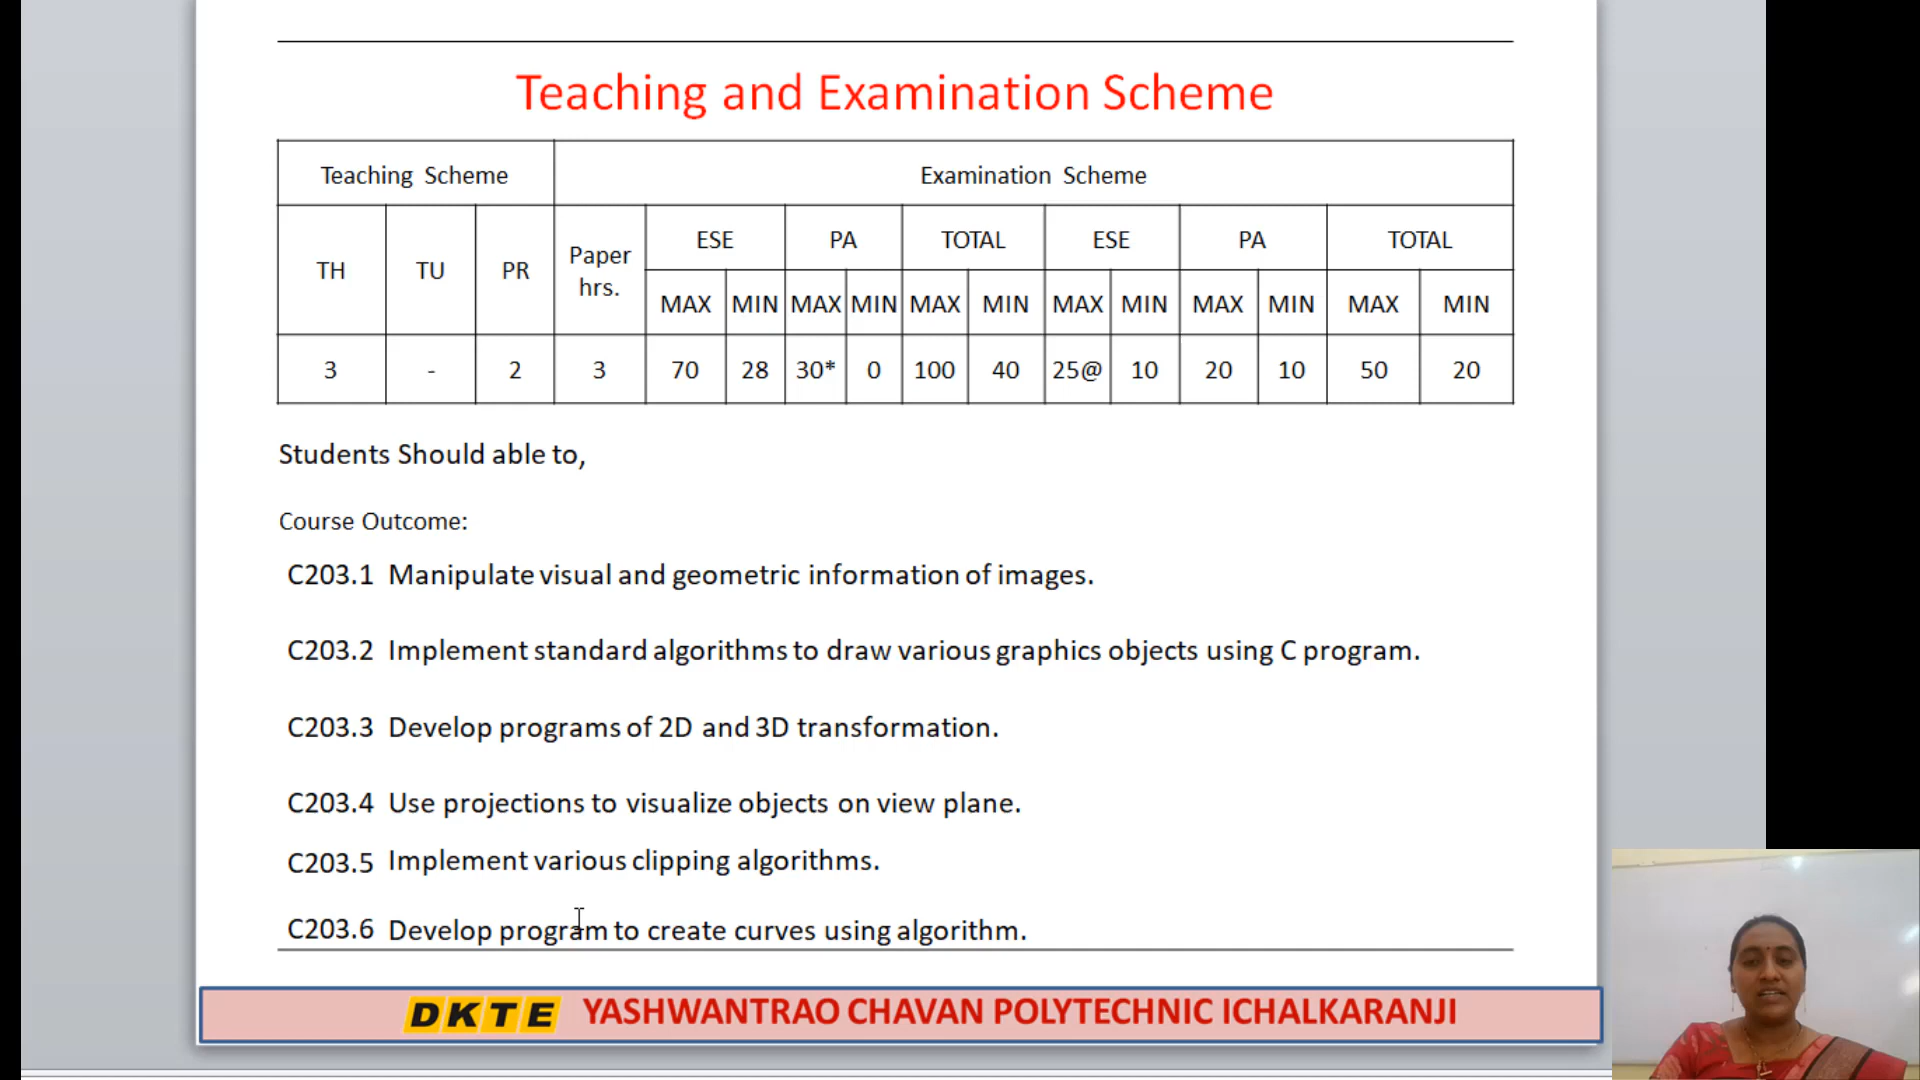 Teaching and Examination Scheme
Teaching Scheme Examination Scheme
TH TU PR Paper hrs. ESE PA TOTAL ESE PA TOTAL
MAX MIN MAX MIN MAX MIN MAX MIN MAX MIN MAX MIN
3 - 2 3 70 28 30* 0 100 40 25@ 10 20 10 50 20
Students Should able to,
Course Outcome:
C203.1 Manipulate visual and geometric information of images.
C203.2 Implement standard algorithms to draw various graphics objects using C program.
C203.3 Develop programs of 2D and 3D transformation.
C203.4 Use projections to visualize objects on view plane.
C203.5 Implement various clipping algorithms.
C203.6 Develop program to create curves using algorithm.
DKTE YASHWANTRAO CHAVAN POLYTECHNIC ICHALKARANJI